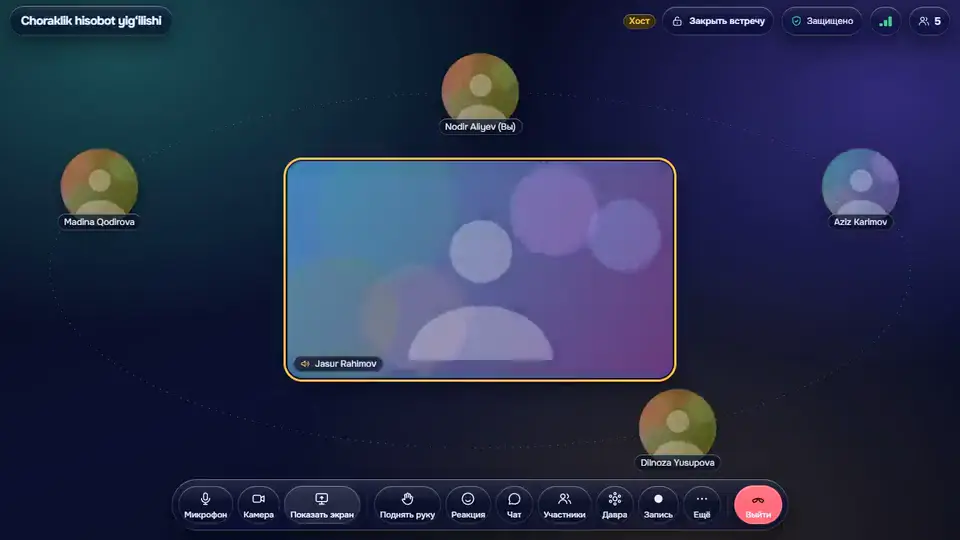 Choraklik hisobot yig‘ilishi
Хост
Закрыть встречу
Защищено
5
Nodir Aliyev (Вы)
Madina Qodirova
Aziz Karimov
Jasur Rahimov
Dilnoza Yusupova
Микрофон
Камера
Показать экран
Поднять руку
Реакция
Чат
Участники
Давра
Запись
Ещё
Выйти